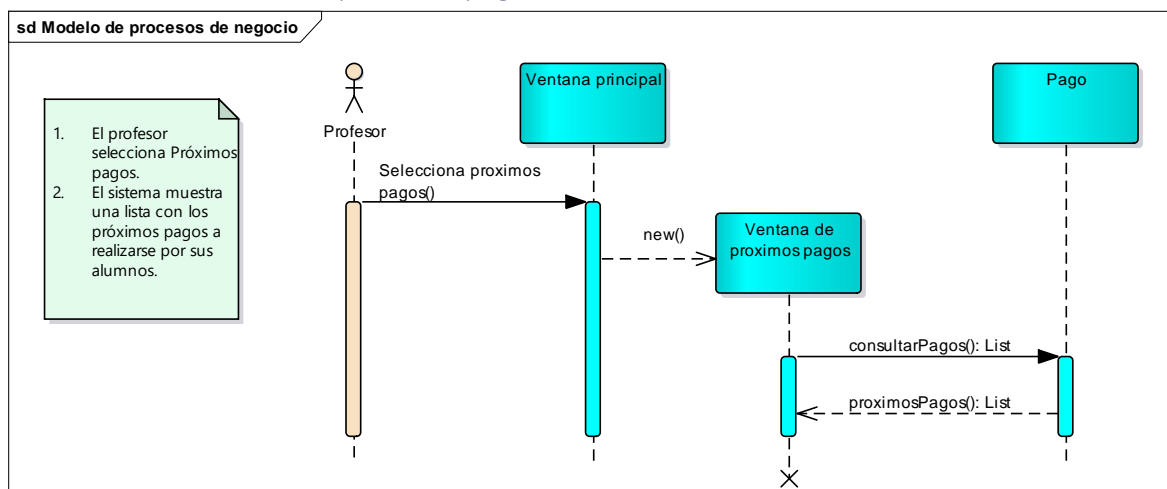 sd Modelo de procesos de negocio
1. El profesor
selecciona Próximos
pagos.
2. El sistema muestra
una lista con los
próximos pagos a
realizarse por sus
alumnos.
Profesor
Ventana principal
Pago
Selecciona proximos
pagos()
new()
Ventana de
proximos pagos
consultarPagos(): List
proximosPagos(): List